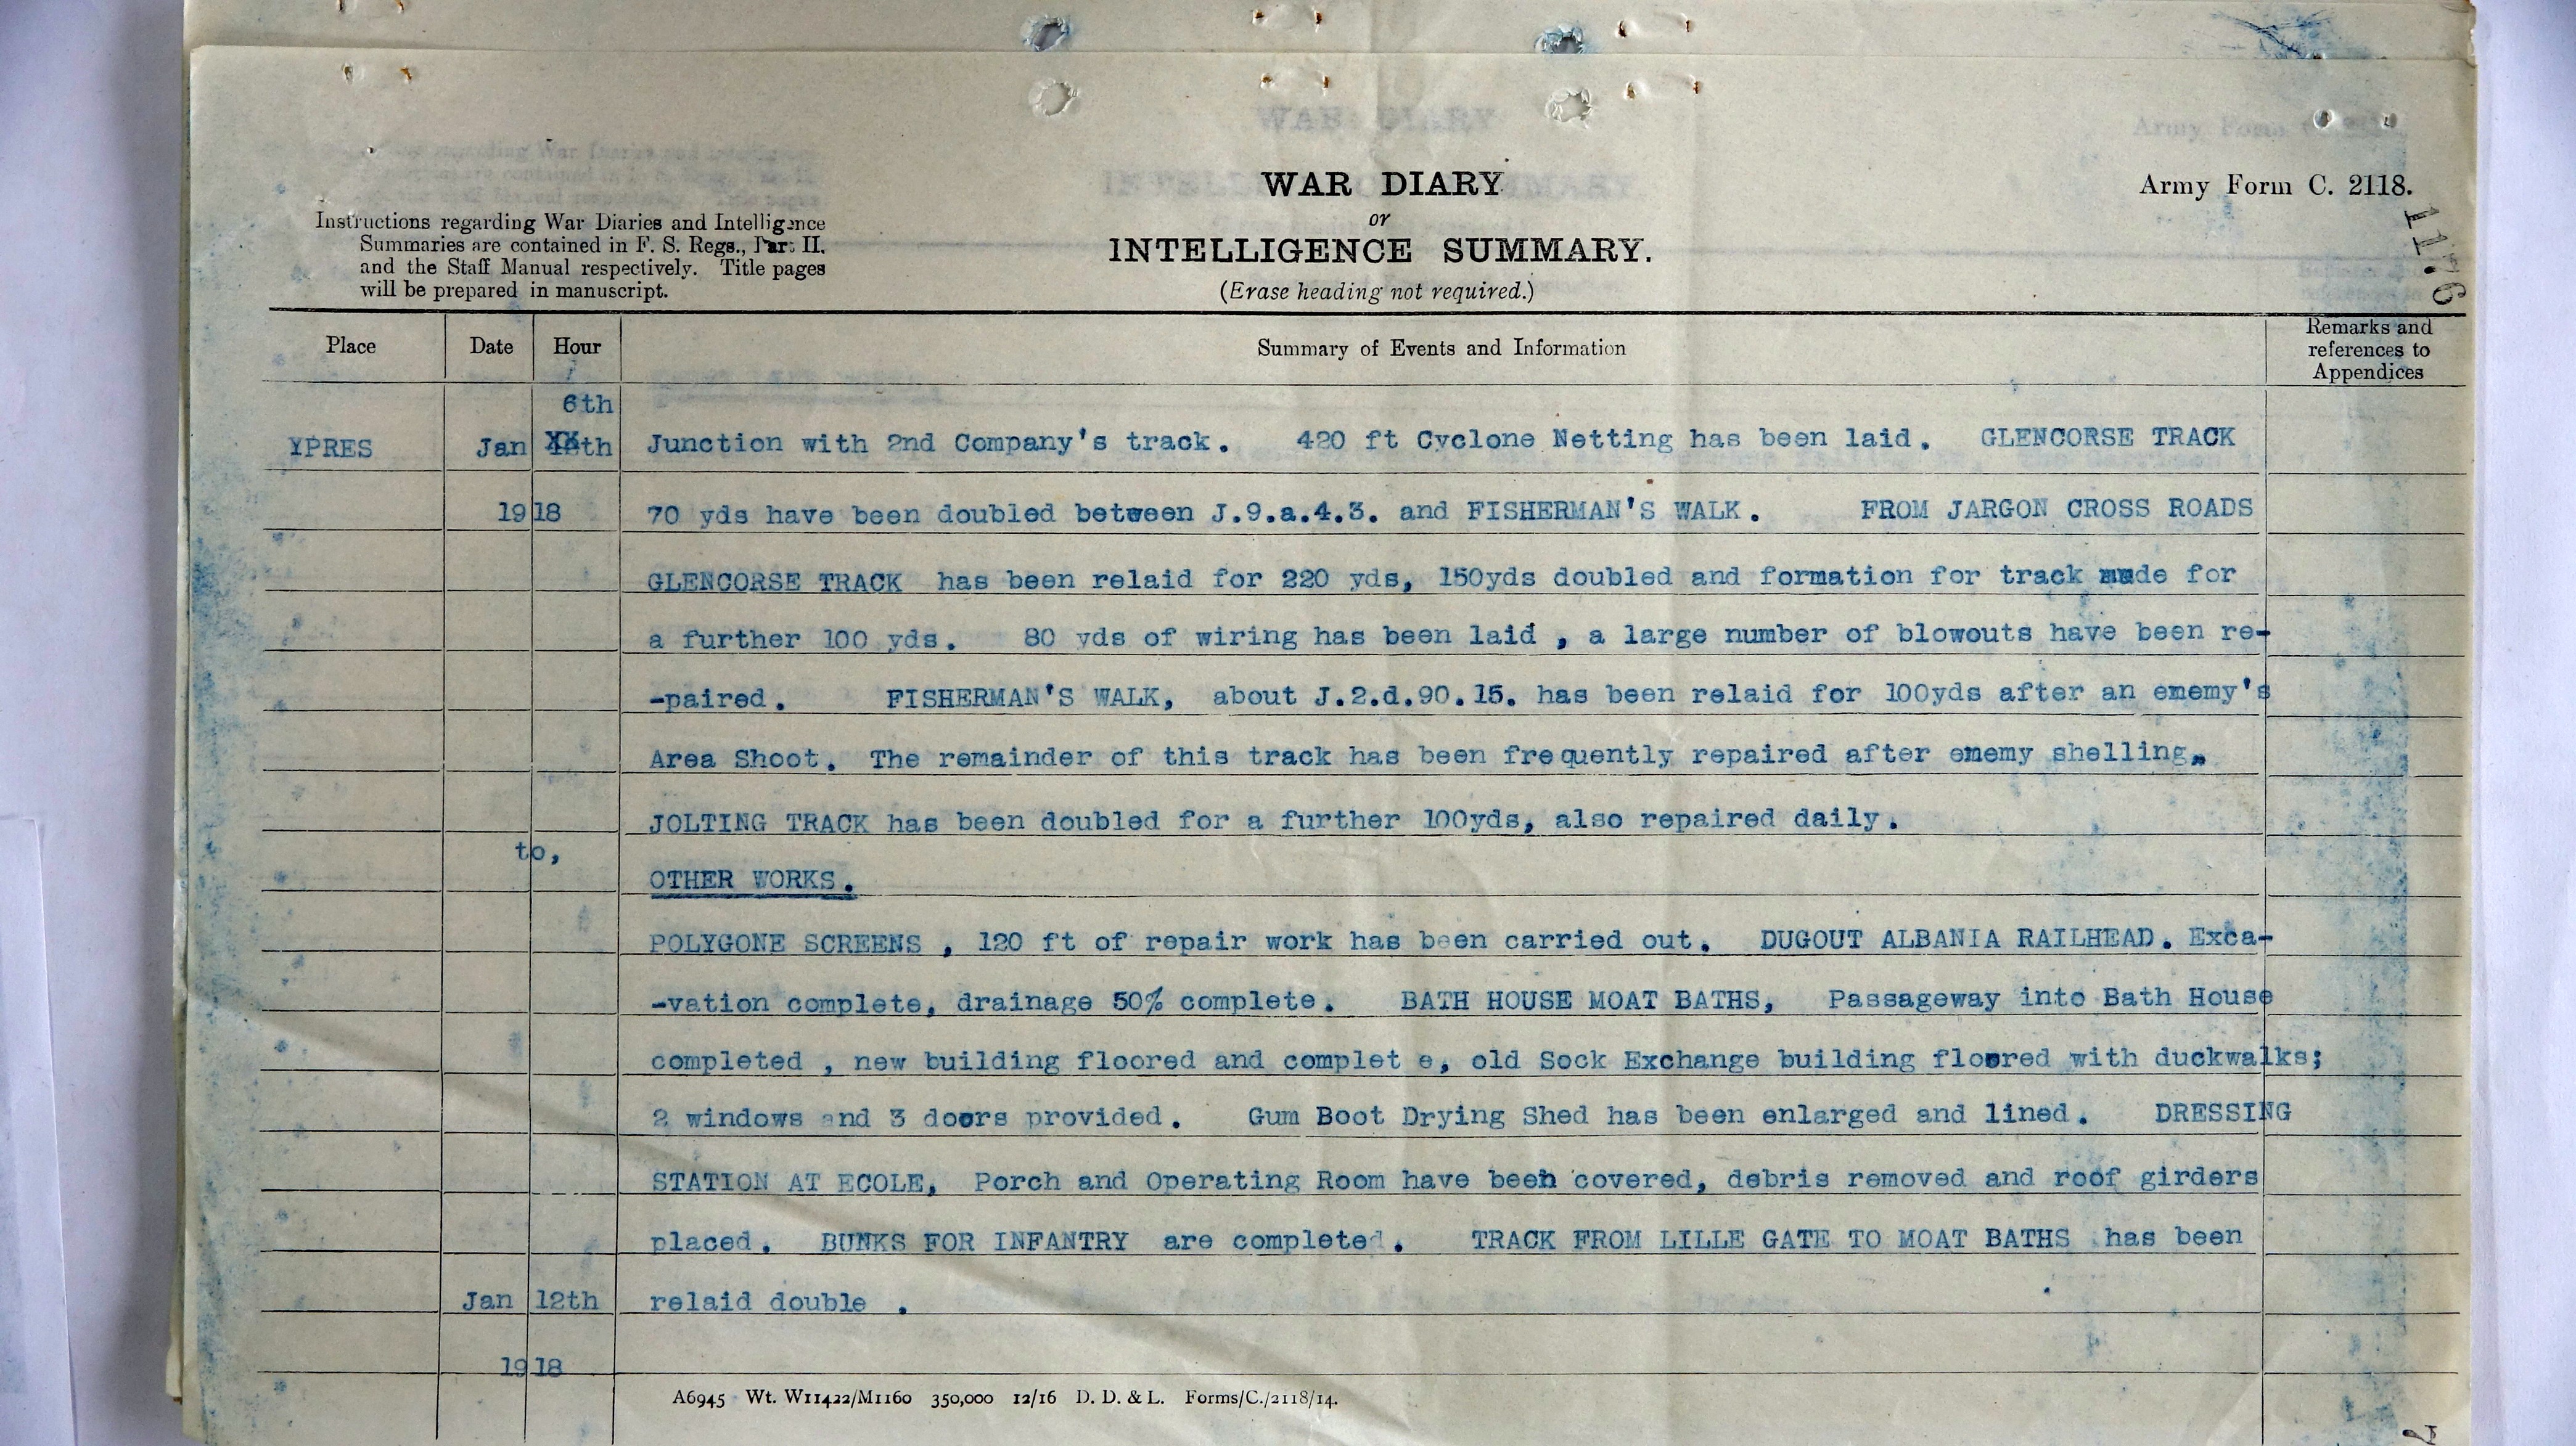 WAR DIARY
or
INTELLIGENCE SUMMARY.
(Erase heading not required.)
Army Form C. 2118.
1176
Instructions regarding War Diaries and Intelligence
Summaries are contained in F. S. Regs., Part II.
and the Staff Manual respectively. Title pages
will be prepared in manuscript.
Place Date Hour Summary of Events and Information Remarks and references to Appendices
6th
YPRES Jan th Junction with 2nd Company's track. 420 ft Cyclone Netting has been laid. GLENCORSE TRACK
1918 70 yds have been doubled between J.9.a.4.3. and FISHERMAN'S WALK. FROM JARGON CROSS ROADS
GLENCORSE TRACK has been relaid for 220 yds, 150yds doubled and formation for track made for
a further 100 yds. 80 yds of wiring has been laid , a large number of blowouts have been re-
-paired. FISHERMAN'S WALK, about J.2.d.90.15. has been relaid for 100yds after an enemy's
Area Shoot. The remainder of this track has been frequently repaired after enemy shelling.
JOLTING TRACK has been doubled for a further 100yds, also repaired daily.
to,
OTHER WORKS.
POLYGONE SCREENS , 120 ft of repair work has been carried out. DUGOUT ALBANIA RAILHEAD. Exca-
-vation complete, drainage 50% complete. BATH HOUSE MOAT BATHS, Passageway into Bath House
completed , new building floored and complet e, old Sock Exchange building floored with duckwalks;
2 windows and 3 doors provided. Gum Boot Drying Shed has been enlarged and lined. DRESSING
STATION AT ECOLE, Porch and Operating Room have been covered, debris removed and roof girders
placed. BUNKS FOR INFANTRY are completed. TRACK FROM LILLE GATE TO MOAT BATHS has been
Jan 12th relaid double .
1918
A6945 Wt. W11422/M1160 350,000 12/16 D. D. & L. Forms/C./2118/14.